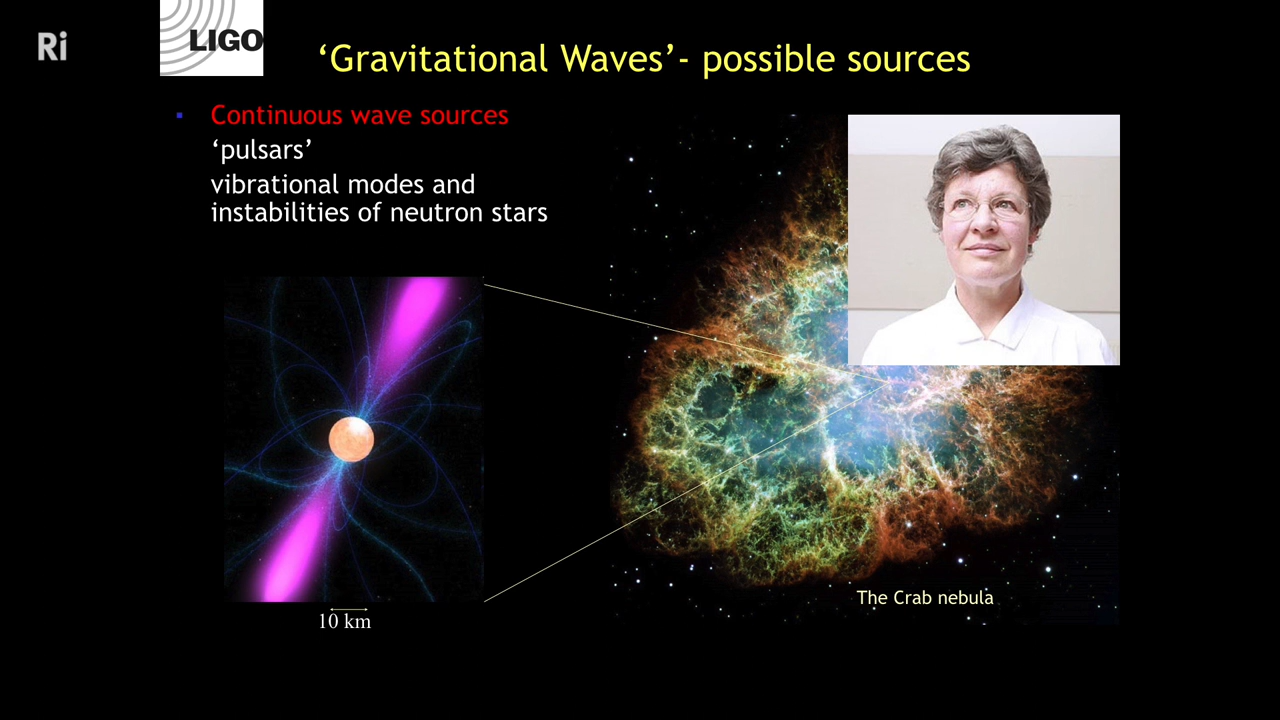 Ri
LIGO
‘Gravitational Waves’- possible sources
Continuous wave sources
‘pulsars’
vibrational modes and
instabilities of neutron stars
10 km
The Crab nebula